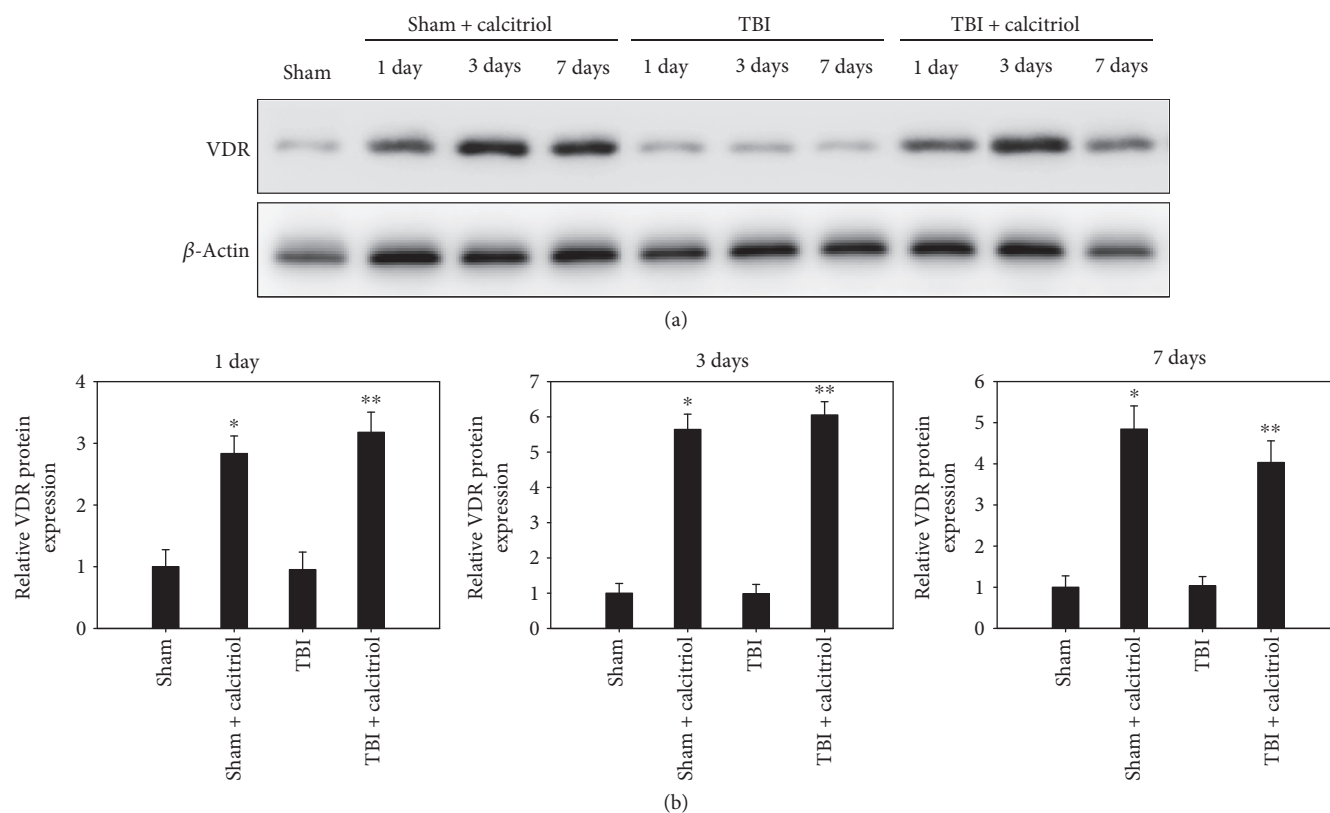 Sham + calcitriol TBI TBI + calcitriol
Sham 1 day 3 days 7 days 1 day 3 days 7 days 1 day 3 days 7 days
VDR
β-Actin
(a)
1 day
4
3
2
1
0
Relative VDR protein
expression
*
**
Sham
Sham + calcitriol
TBI
TBI + calcitriol
3 days
7
6
5
4
3
2
1
0
Relative VDR protein
expression
*
**
Sham
Sham + calcitriol
TBI
TBI + calcitriol
7 days
6
5
4
3
2
1
0
Relative VDR protein
expression
*
**
Sham
Sham + calcitriol
TBI
TBI + calcitriol
(b)